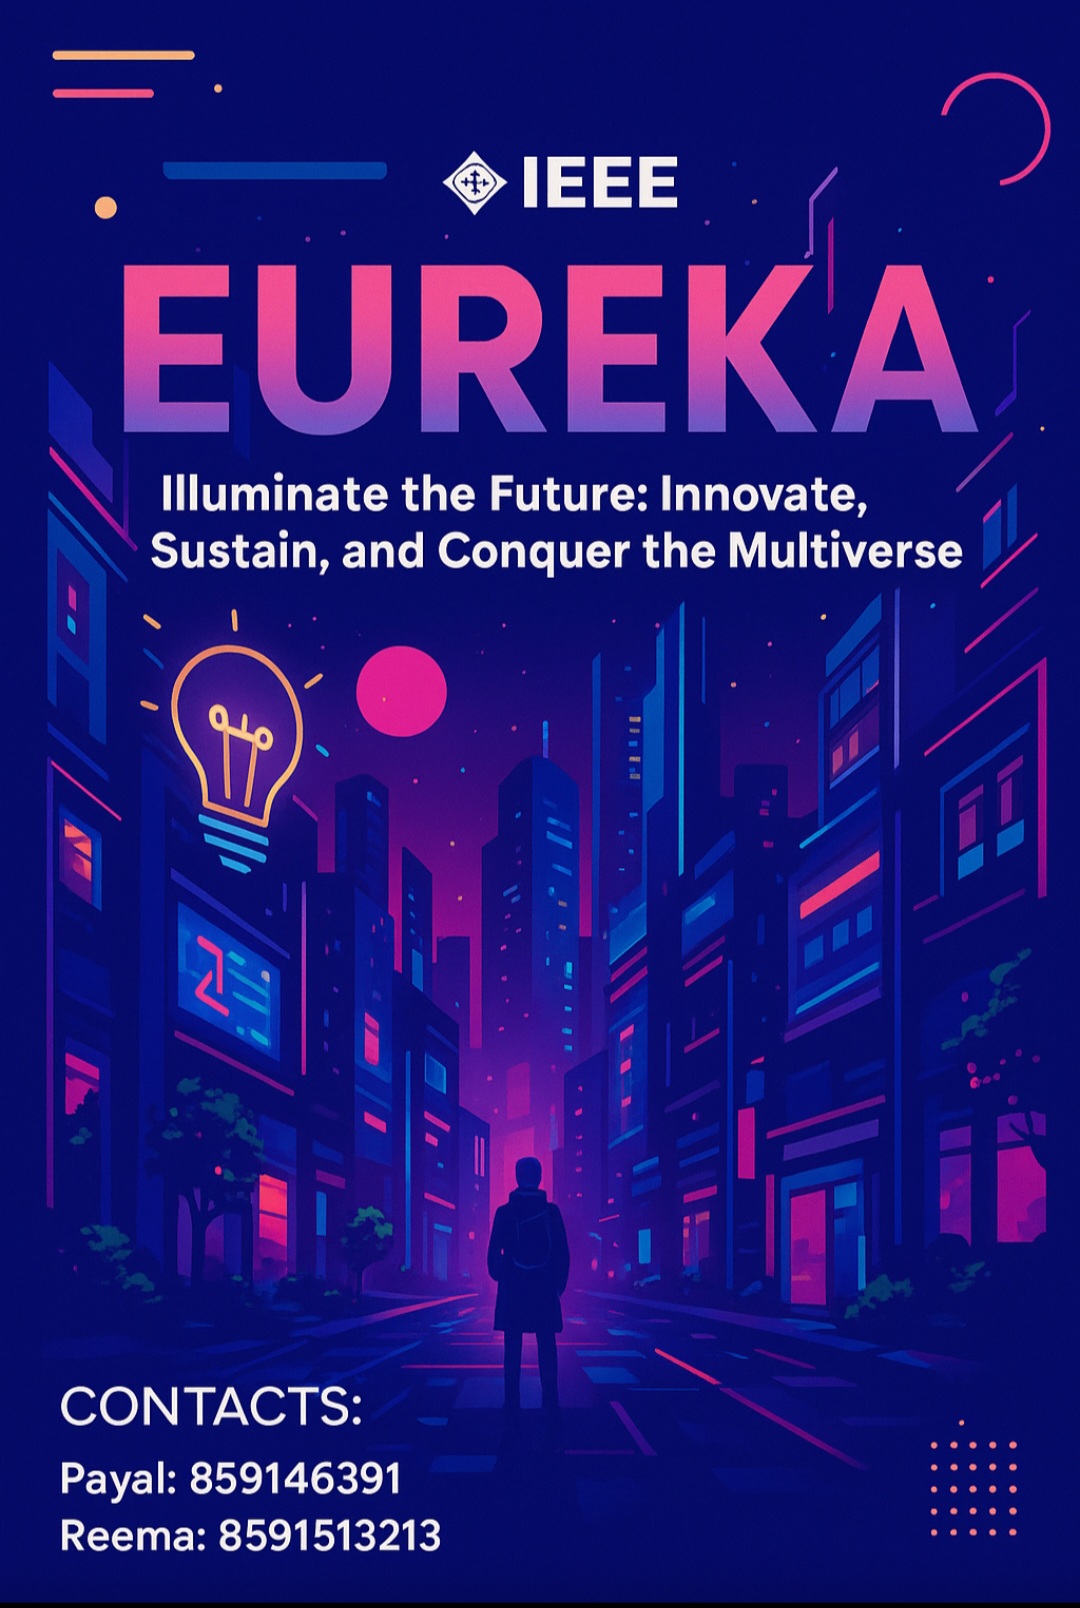 IEEE
EUREKA
Illuminate the Future: Innovate,
Sustain, and Conquer the Multiverse
CONTACTS:
Payal: 859146391
Reema: 8591513213